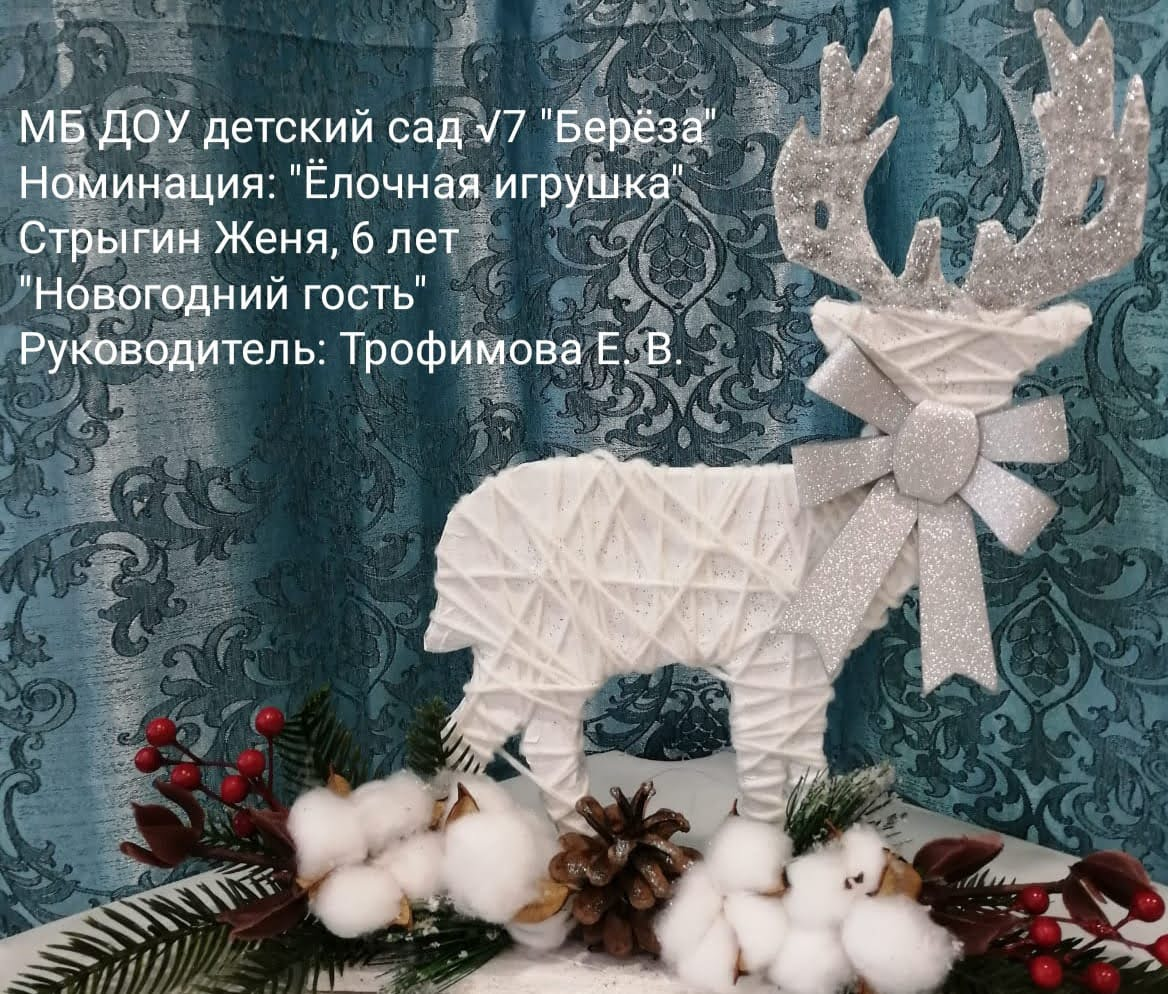 МБ ДОУ детский сад √7 "Берёза"
Номинация: "Ёлочная игрушка"
Стрыгин Женя, 6 лет
"Новогодний гость"
Руководитель: Трофимова Е. В.